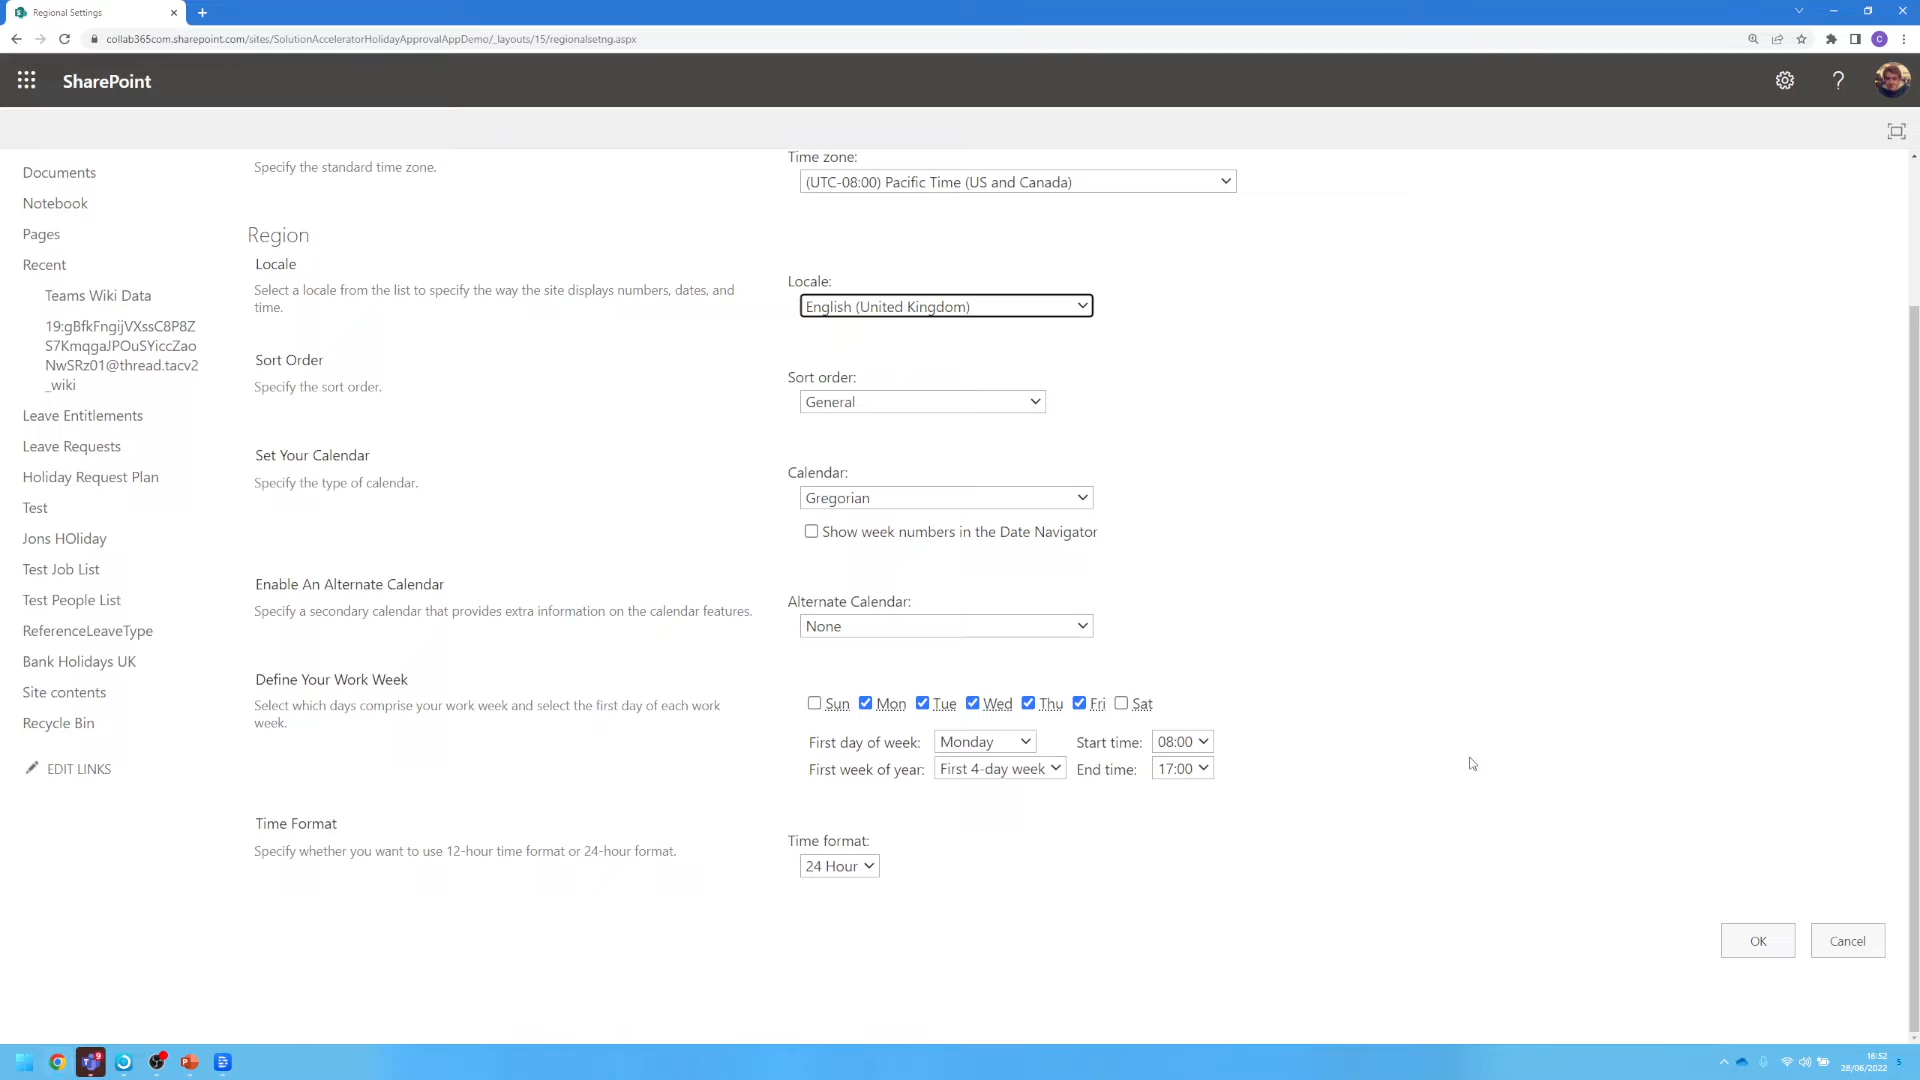 Regional Settings
collab365com.sharepoint.com/sites/SolutionAcceleratorHolidayApprovalAppDemo/_layouts/15/regionalsetng.aspx
C
SharePoint
Documents
Notebook
Pages
Recent
Teams Wiki Data
19:gBfkFngijVXssC8P8Z
S7KmqgaJPOuSYiccZao
NwSRz01@thread.tacv2
_wiki
Leave Entitlements
Leave Requests
Holiday Request Plan
Test
Jons HOliday
Test Job List
Test People List
ReferenceLeaveType
Bank Holidays UK
Site contents
Recycle Bin
EDIT LINKS
Specify the standard time zone.
Time zone:
(UTC-08:00) Pacific Time (US and Canada)
Region
Locale
Select a locale from the list to specify the way the site displays numbers, dates, and
time.
Locale:
English (United Kingdom)
Sort Order
Specify the sort order.
Sort order:
General
Set Your Calendar
Specify the type of calendar.
Calendar:
Gregorian
Show week numbers in the Date Navigator
Enable An Alternate Calendar
Specify a secondary calendar that provides extra information on the calendar features.
Alternate Calendar:
None
Define Your Work Week
Select which days comprise your work week and select the first day of each work
week.
Sun Mon Tue Wed Thu Fri Sat
First day of week: Monday Start time: 08:00
First week of year: First 4-day week End time: 17:00
Time Format
Specify whether you want to use 12-hour time format or 24-hour format.
Time format:
24 Hour
OK Cancel
16:52
28/06/2022
5
9